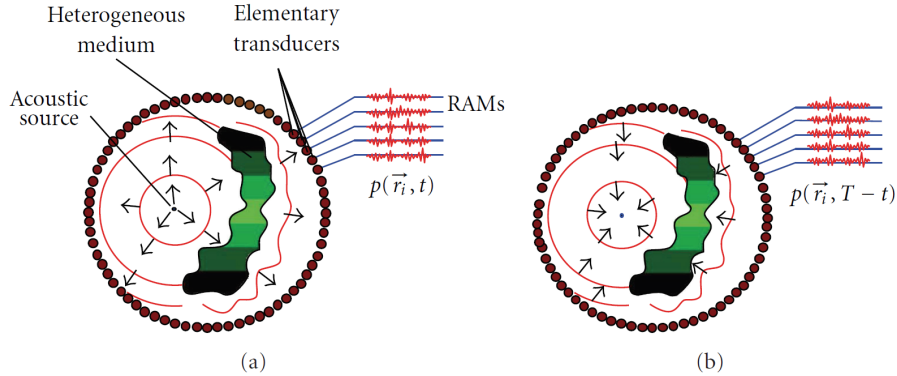 Heterogeneous
medium
Elementary
transducers
Acoustic
source
RAMs
p(r⃗ᵢ, t)
p(r⃗ᵢ, T − t)
(a)
(b)